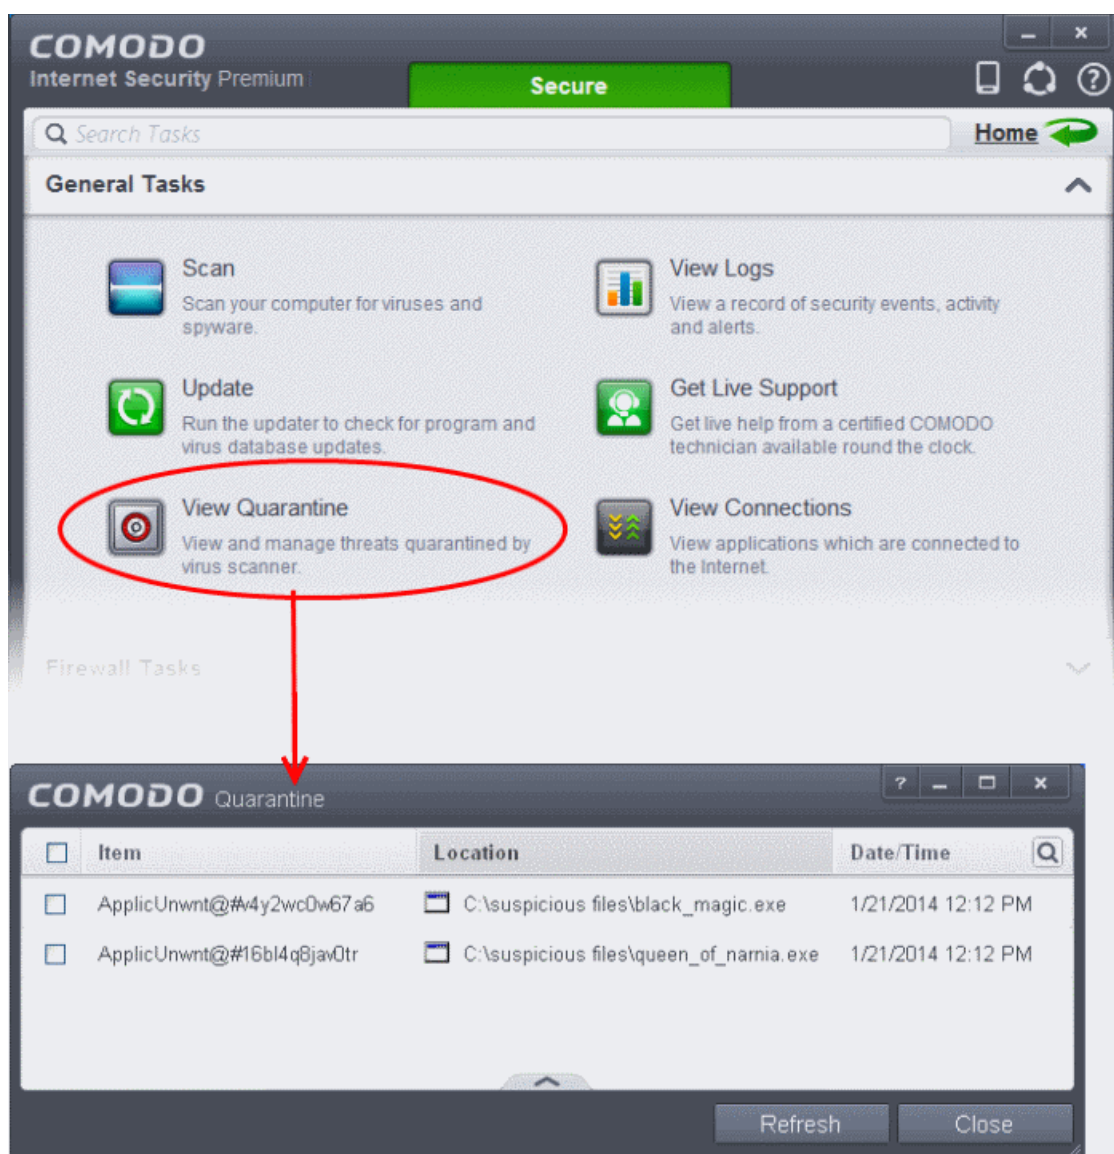 COMODO
Internet Security Premium
Secure
Search Tasks
Home
General Tasks
Scan
Scan your computer for viruses and
spyware.
View Logs
View a record of security events, activity
and alerts.
Update
Run the updater to check for program and
virus database updates.
Get Live Support
Get live help from a certified COMODO
technician available round the clock.
View Quarantine
View and manage threats quarantined by
virus scanner.
View Connections
View applications which are connected to
the Internet.
Firewall Tasks
COMODO Quarantine
Item Location Date/Time
ApplicUnwnt@#v4y2wc0w67a6 C:\suspicious files\black_magic.exe 1/21/2014 12:12 PM
ApplicUnwnt@#16bl4q8jav0tr C:\suspicious files\queen_of_narnia.exe 1/21/2014 12:12 PM
Refresh Close